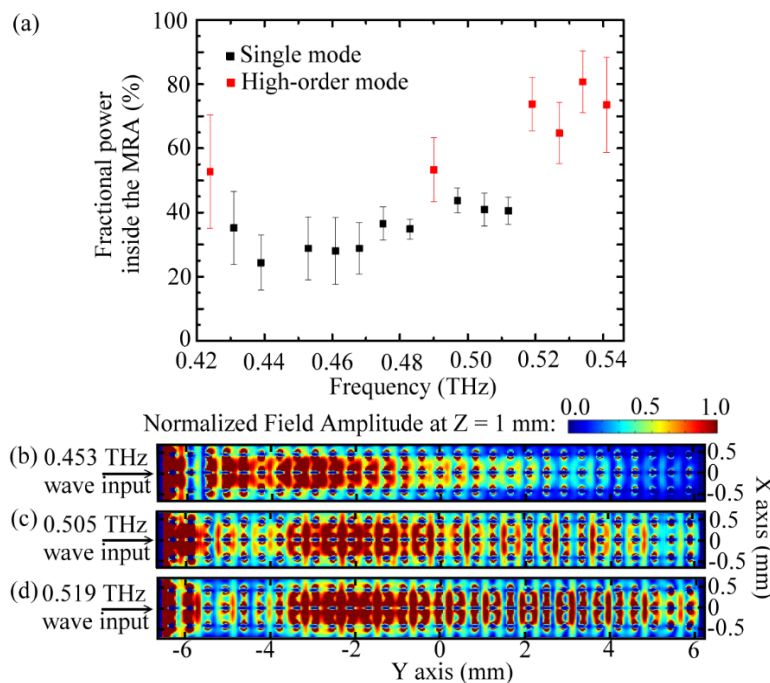 (a)
Fractional power
inside the MRA (%)
100
80
60
40
20
0
Single mode
High-order mode
0.42 0.44 0.46 0.48 0.50 0.52 0.54
Frequency (THz)
Normalized Field Amplitude at Z = 1 mm: 0.0 0.5 1.0
(b) 0.453 THz
wave input
0.5
0
-0.5
(c) 0.505 THz
wave input
0.5
0
-0.5
(d) 0.519 THz
wave input
0.5
0
-0.5
X axis (mm)
-6 -4 -2 0 2 4 6
Y axis (mm)